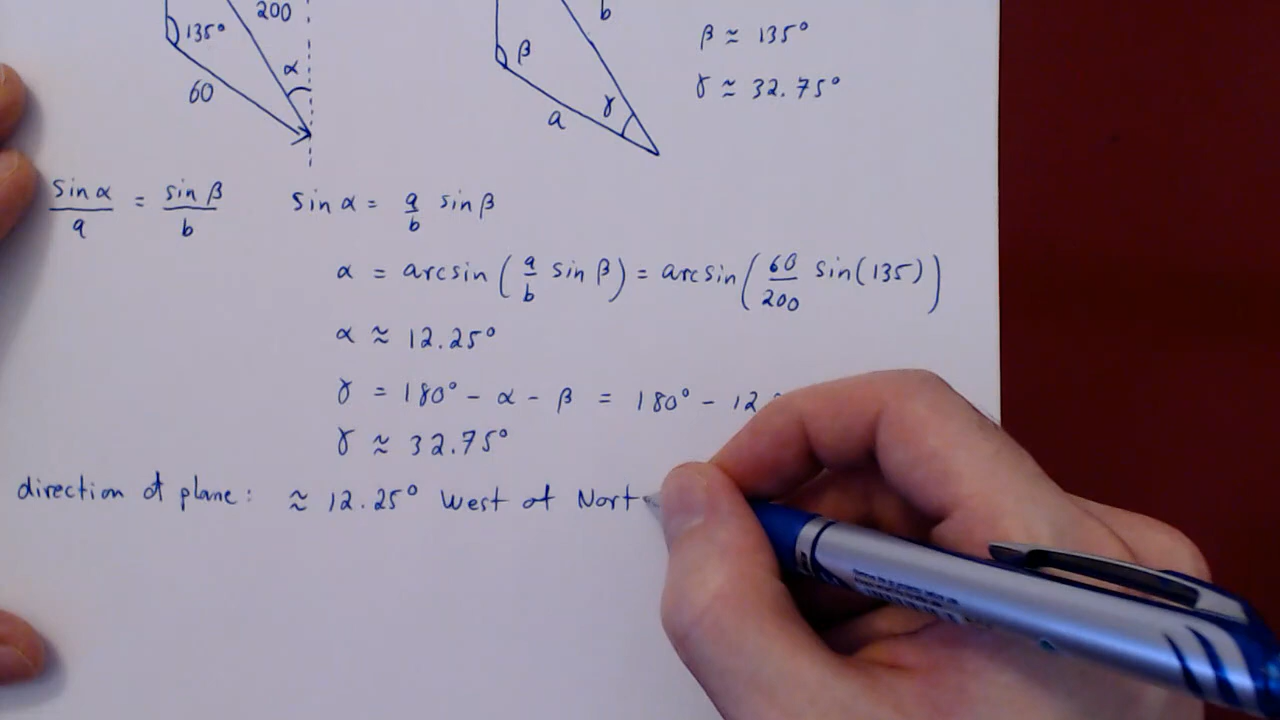 200
135°
α
60
b
β
γ
a
β ≈ 135°
γ ≈ 32.75°
sin α / a = sin β / b    sin α = a/b sin β
α = arcsin (a/b sin β) = arcsin (60/200 sin(135))
α ≈ 12.25°
γ = 180° - α - β = 180° - 12.
γ ≈ 32.75°
direction of plane: ≈ 12.25° West of Nort